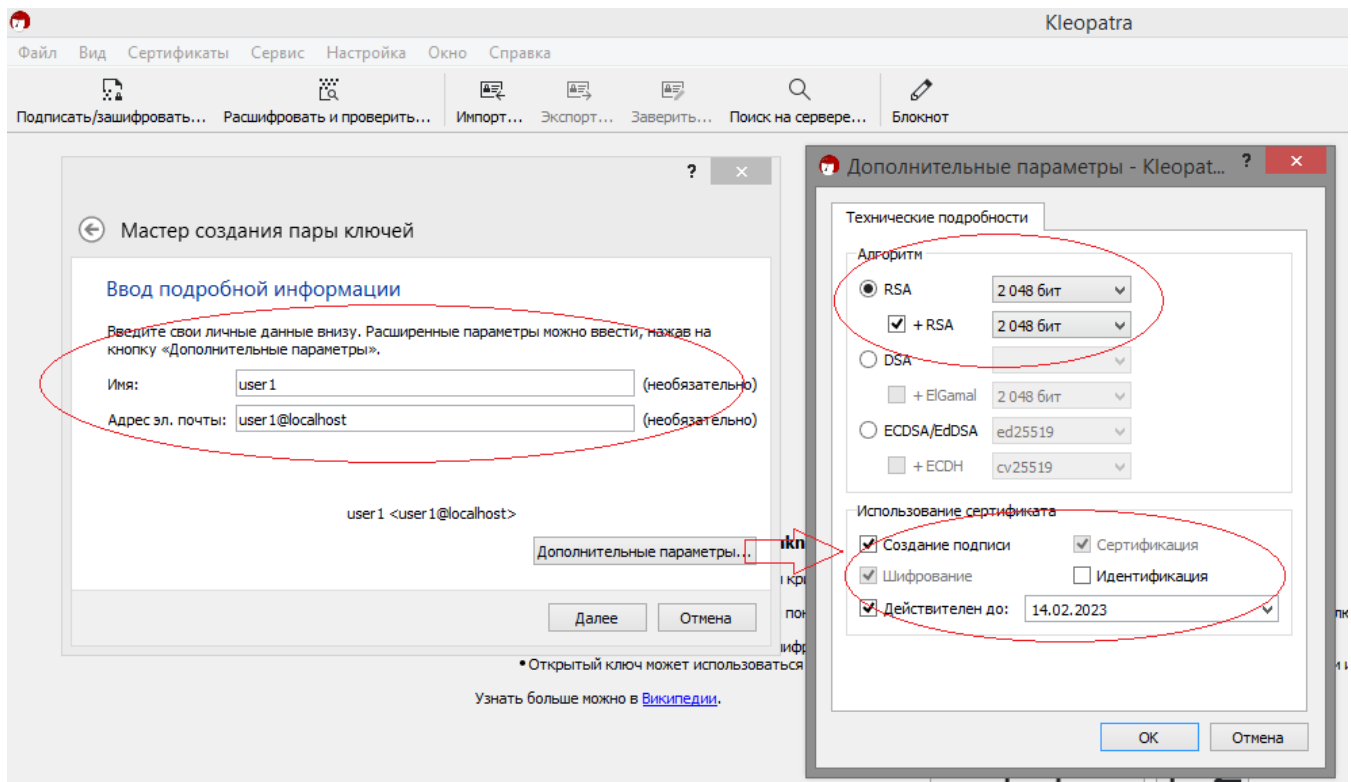 Kleopatra
Файл Вид Сертификаты Сервис Настройка Окно Справка
Подписать/зашифровать... Расшифровать и проверить... Импорт... Экспорт... Заверить... Поиск на сервере... Блокнот
?
Мастер создания пары ключей
Ввод подробной информации
Введите свои личные данные внизу. Расширенные параметры можно ввести, нажав на
кнопку «Дополнительные параметры».
Имя: user1 (необязательно)
Адрес эл. почты: user1@localhost (необязательно)
user1 <user1@localhost>
Дополнительные параметры...
Далее Отмена
• Открытый ключ может использоваться
Узнать больше можно в Википедии.
Дополнительные параметры - Kleopat... ?
Технические подробности
Алгоритм
RSA 2 048 бит
+ RSA 2 048 бит
DSA
+ ElGamal 2 048 бит
ECDSA/EdDSA ed25519
+ ECDH cv25519
Использование сертификата
Создание подписи Сертификация
Шифрование Идентификация
Действителен до: 14.02.2023
OK Отмена